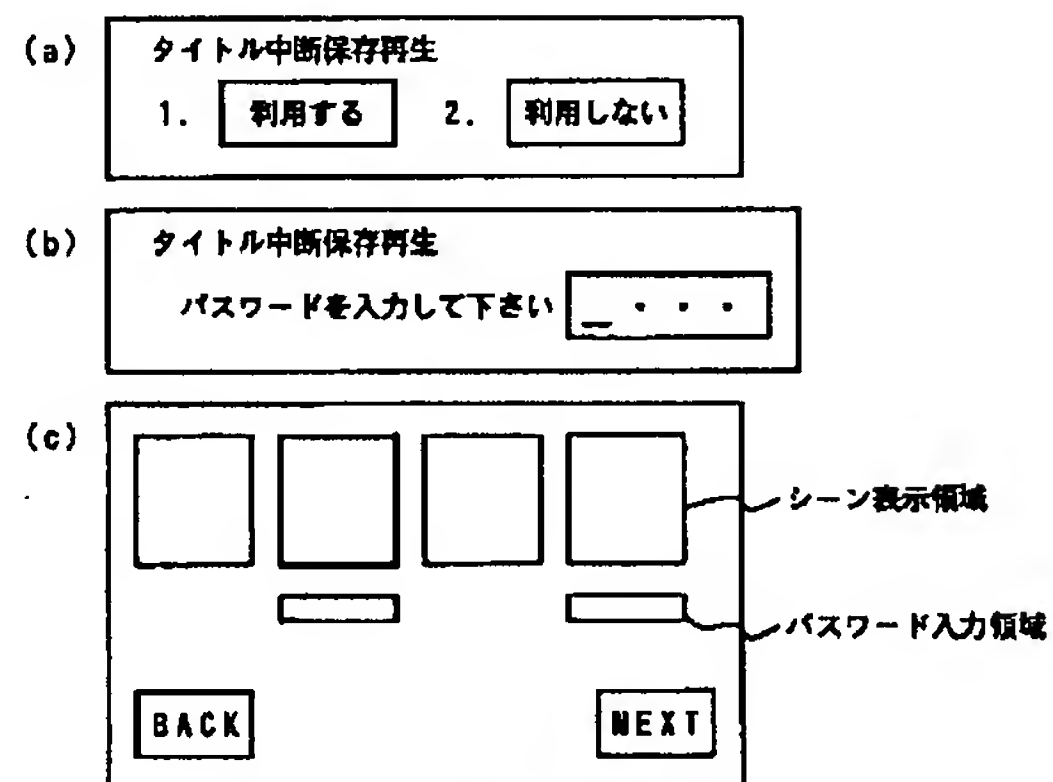 (a) タイトル中断保存再生
1. 利用する 2. 利用しない
(b) タイトル中断保存再生
パスワードを入力して下さい _ ・ ・ ・
(c)
シーン表示領域
パスワード入力領域
BACK NEXT